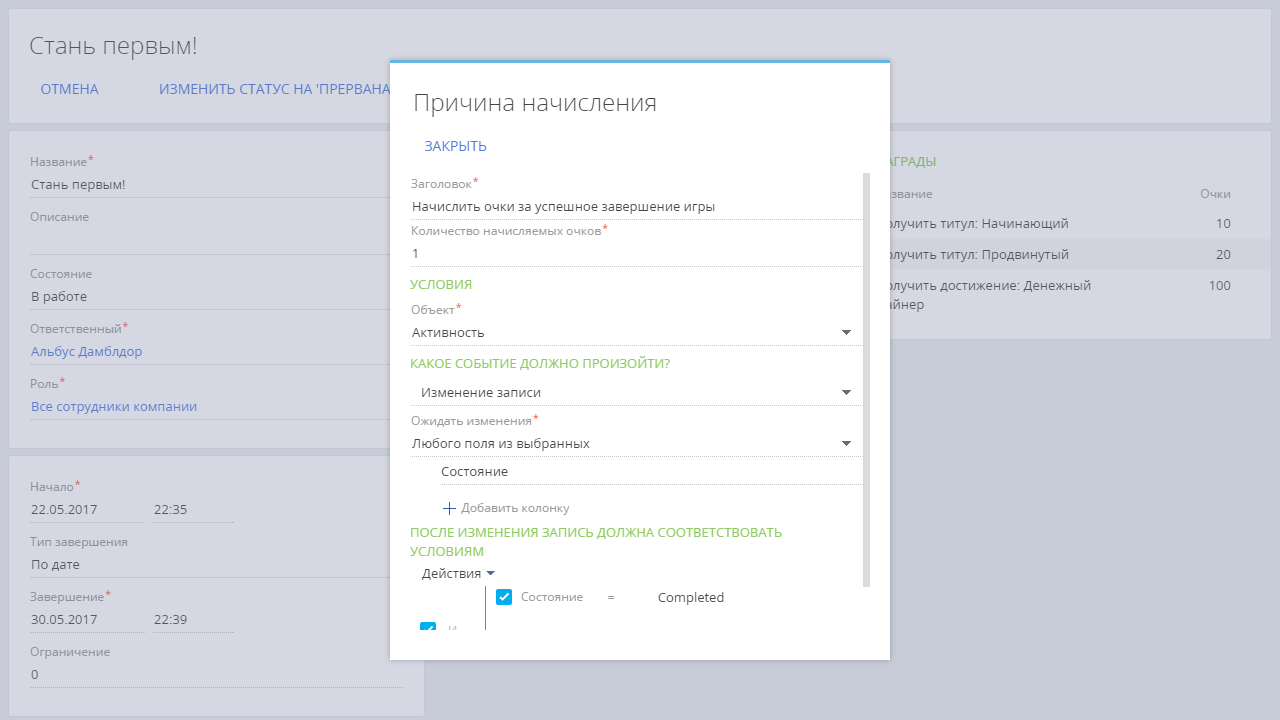 Стань первым!
ОТМЕНА
ИЗМЕНИТЬ СТАТУС НА 'ПРЕРВАНА
Название*
Стань первым!
Описание
Состояние
В работе
Ответственный*
Альбус Дамблдор
Роль*
Все сотрудники компании
Начало*
22.05.2017 22:35
Тип завершения
По дате
Завершение*
30.05.2017 22:39
Ограничение
0
Причина начисления
ЗАКРЫТЬ
Заголовок*
Начислить очки за успешное завершение игры
Количество начисляемых очков*
1
УСЛОВИЯ
Объект*
Активность
КАКОЕ СОБЫТИЕ ДОЛЖНО ПРОИЗОЙТИ?
Изменение записи
Ожидать изменения*
Любого поля из выбранных
Состояние
Добавить колонку
ПОСЛЕ ИЗМЕНЕНИЯ ЗАПИСЬ ДОЛЖНА СООТВЕТСТВОВАТЬ
УСЛОВИЯМ
Действия
Состояние = Completed
И
АГРАДЫ
звание Очки
олучить титул: Начинающий 10
олучить титул: Продвинутый 20
олучить достижение: Денежный 100
айнер